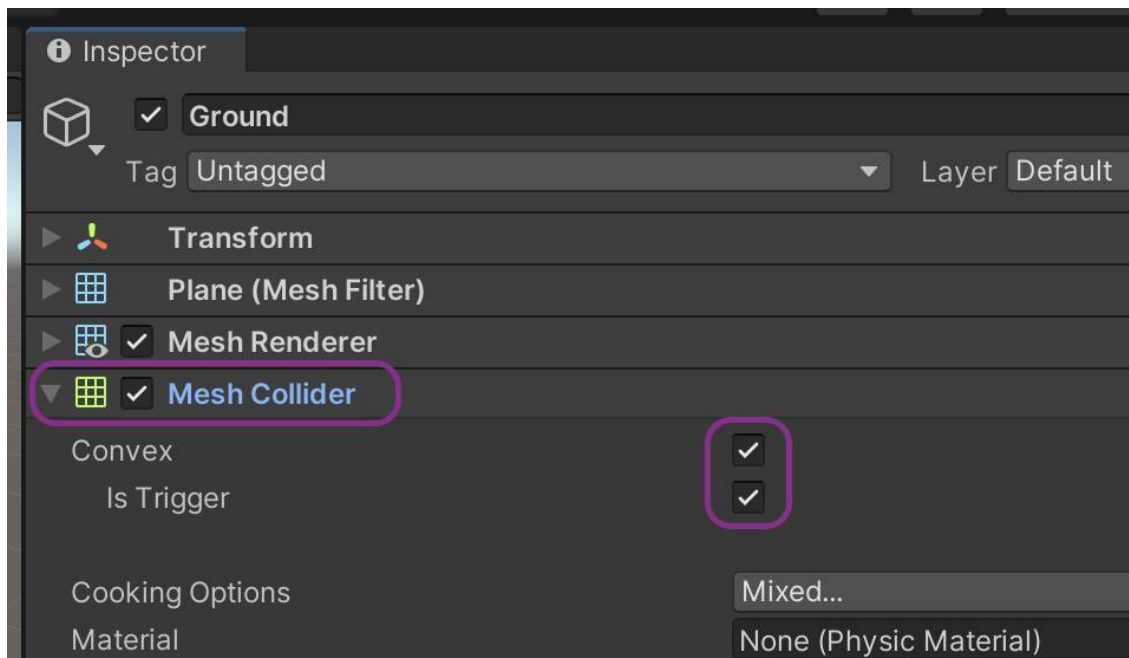 Inspector
Ground
Tag Untagged Layer Default
Transform
Plane (Mesh Filter)
Mesh Renderer
Mesh Collider
Convex
Is Trigger
Cooking Options Mixed...
Material None (Physic Material)